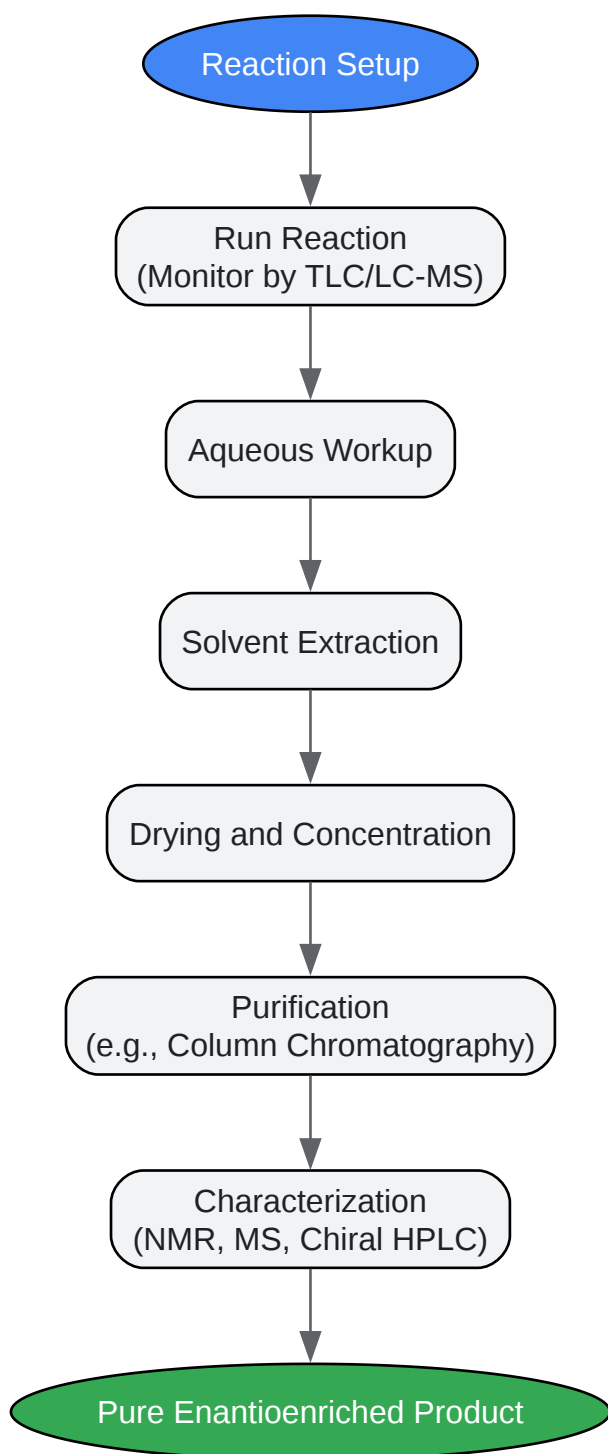 Reaction Setup
Run Reaction
(Monitor by TLC/LC-MS)
Aqueous Workup
Solvent Extraction
Drying and Concentration
Purification
(e.g., Column Chromatography)
Characterization
(NMR, MS, Chiral HPLC)
Pure Enantioenriched Product